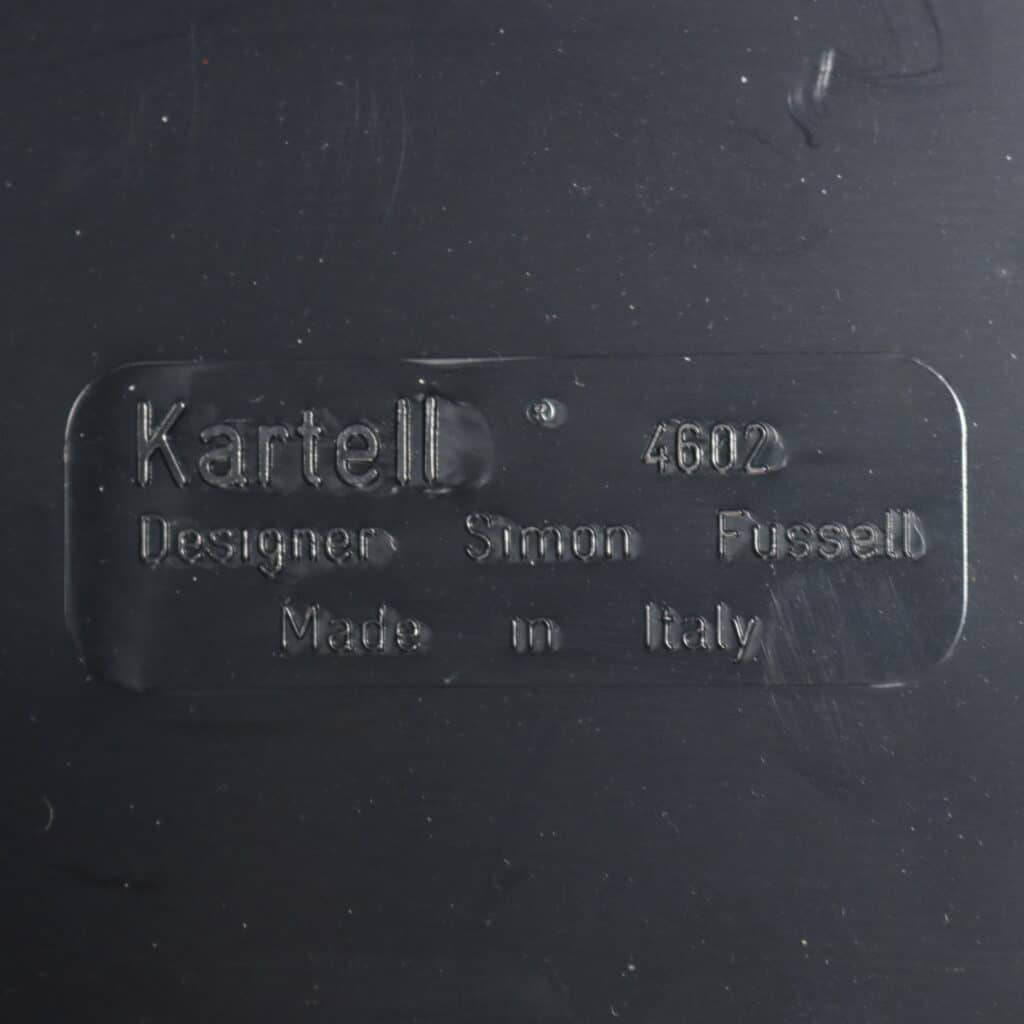 Kartell ® 4602
Designer Simon Fussell
Made in Italy